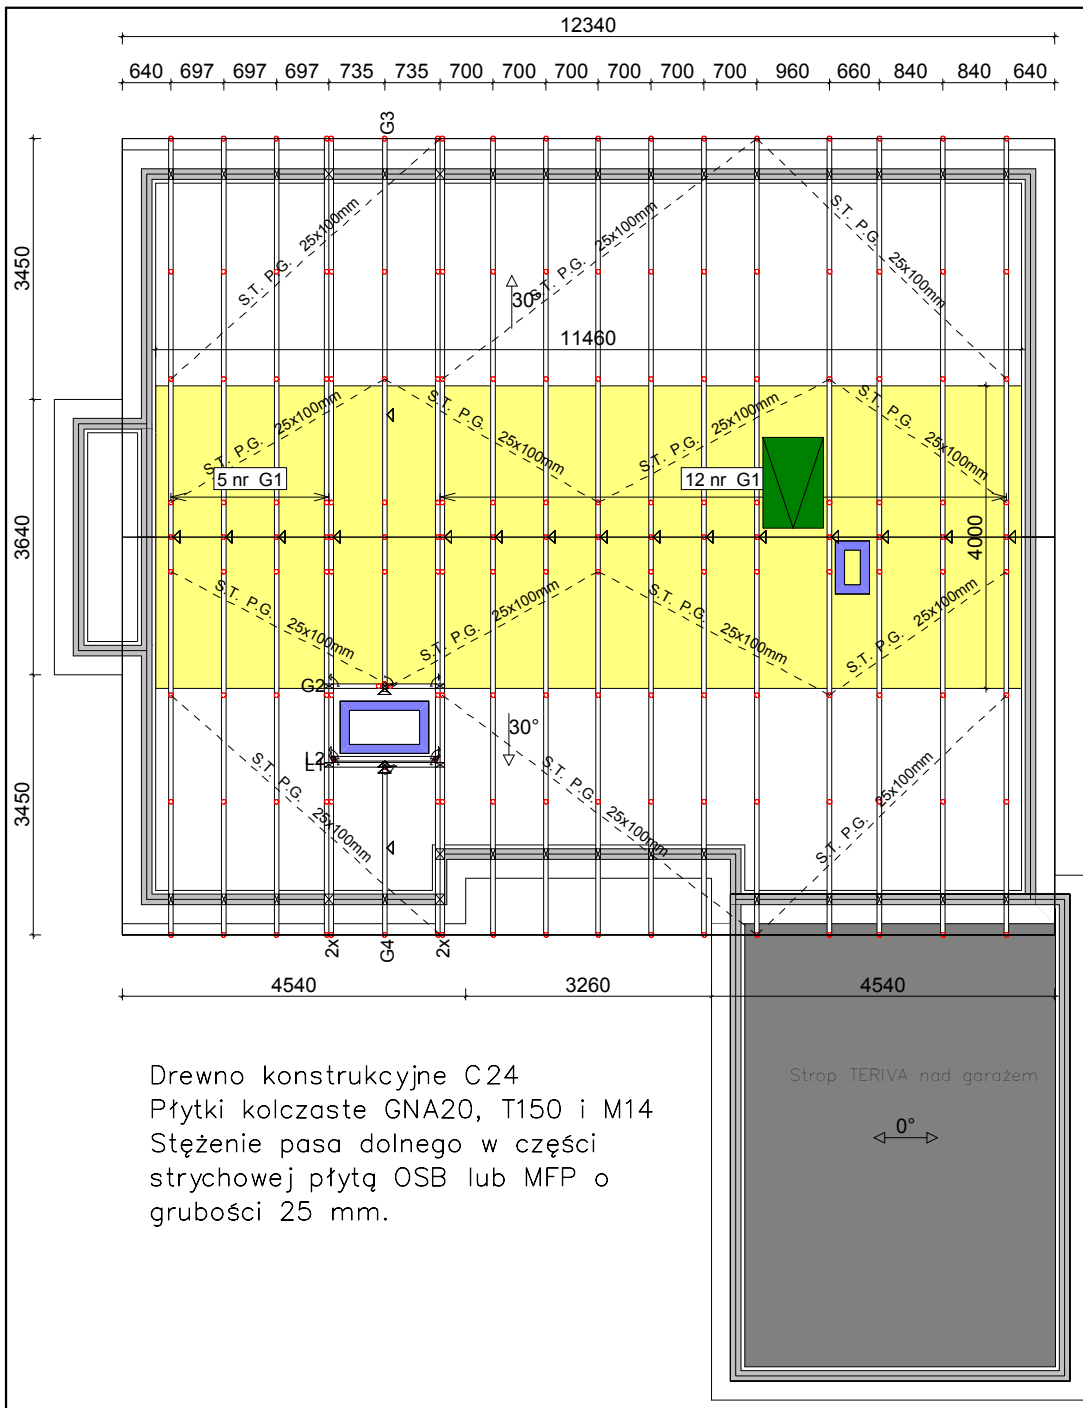 12340
640 697 697 697 735 735 700 700 700 700 700 700 960 660 840 840 640
G3
3450
S.T. P.G. 25x100mm
S.T. P.G. 25x100mm
S.T. P.G. 25x100mm
30°
11460
S.T. P.G. 25x100mm
S.T. P.G. 25x100mm
S.T. P.G. 25x100mm
S.T. P.G. 25x100mm
5 nr G1
12 nr G1
3640
4000
S.T. P.G. 25x100mm
S.T. P.G. 25x100mm
S.T. P.G. 25x100mm
S.T. P.G. 25x100mm
G2
30°
L2
L1
3450
S.T. P.G. 25x100mm
S.T. P.G. 25x100mm
S.T. P.G. 25x100mm
2x
G4
2x
4540 3260 4540
Drewno konstrukcyjne C24
Płytki kolczaste GNA20, T150 i M14
Stężenie pasa dolnego w części
strychowej płytą OSB lub MFP o
grubości 25 mm.
Strop TERIVA nad garażem
0°